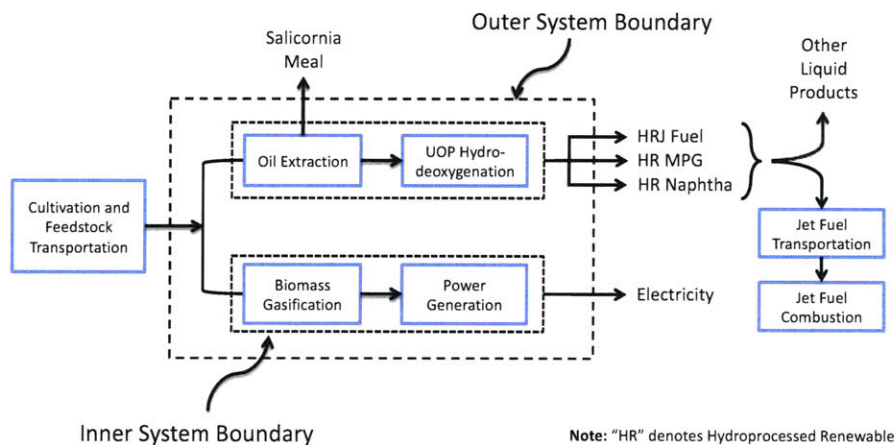 Outer System Boundary
Salicornia
Meal
Other
Liquid
Products
Oil Extraction
UOP Hydro-
deoxygenation
HRJ Fuel
HR MPG
HR Naphtha
Cultivation and
Feedstock
Transportation
Jet Fuel
Transportation
Biomass
Gasification
Power
Generation
Electricity
Jet Fuel
Combustion
Inner System Boundary
Note: "HR" denotes Hydroprocessed Renewable